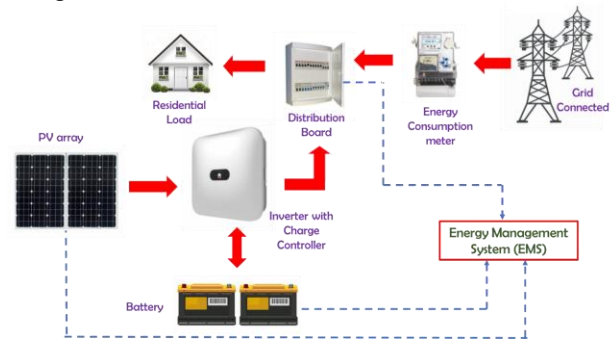 Residential
Load
Distribution
Board
Energy
Consumption
meter
Grid
Connected
PV array
Inverter with
Charge
Controller
Energy Management
System (EMS)
Battery